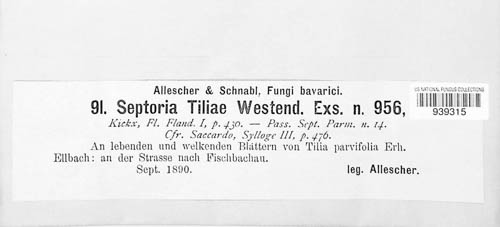 Allescher & Schnabl, Fungi bavarici.
91. Septoria Tiliae Westend. Exs. n. 956,
Kickx, Fl. Fland. I, p. 430. — Pass. Sept. Parm. n. 14.
Cfr. Saccardo, Sylloge III, p. 476.
An lebenden und welkenden Blättern von Tilia parvifolia Erh.
Ellbach: an der Strasse nach Fischbachau.
Sept. 1890. leg. Allescher.
US NATIONAL FUNGUS COLLECTIONS
939315